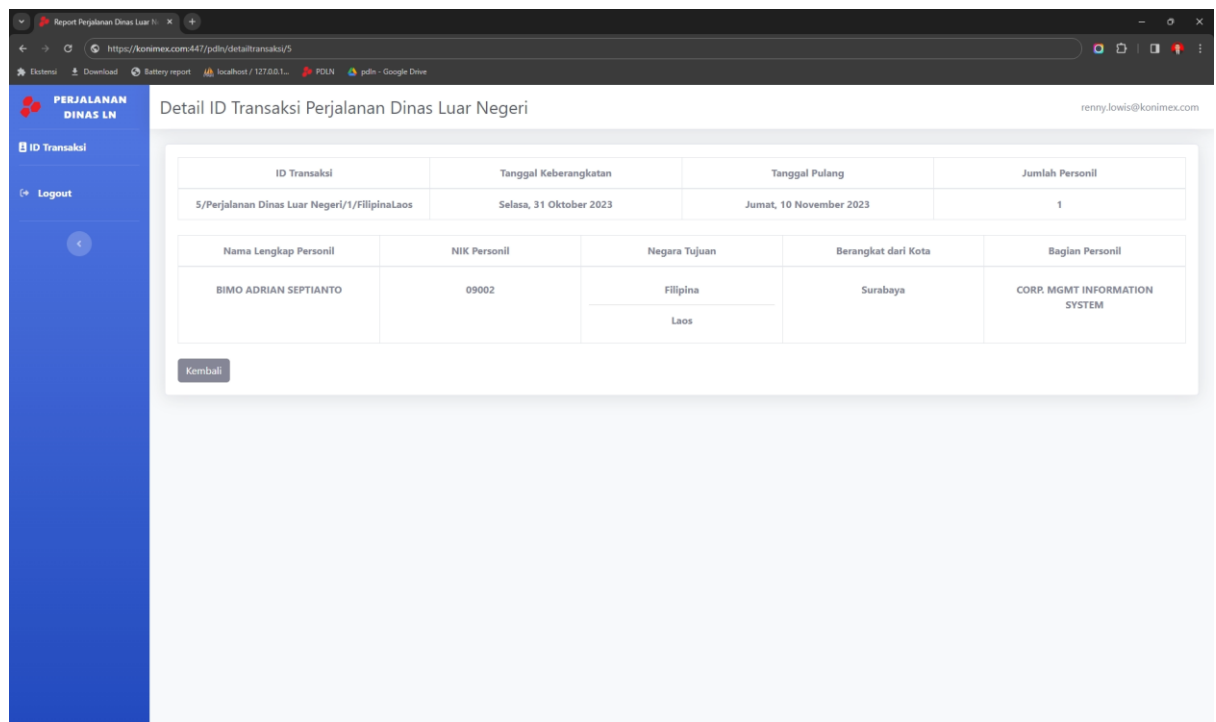 Report Perjalanan Dinas Luar N
https://konimex.com:447/pdln/detailtransaksi/5
Ekstensi Download Battery report localhost / 127.0.0.1... PDLN pdln - Google Drive
PERJALANAN
DINAS LN
Detail ID Transaksi Perjalanan Dinas Luar Negeri
renny.lowis@konimex.com
ID Transaksi
Logout
ID Transaksi Tanggal Keberangkatan Tanggal Pulang Jumlah Personil
5/Perjalanan Dinas Luar Negeri/1/FilipinaLaos Selasa, 31 Oktober 2023 Jumat, 10 November 2023 1
Nama Lengkap Personil NIK Personil Negara Tujuan Berangkat dari Kota Bagian Personil
BIMO ADRIAN SEPTIANTO 09002 Filipina Surabaya CORP. MGMT INFORMATION
SYSTEM
Laos
Kembali